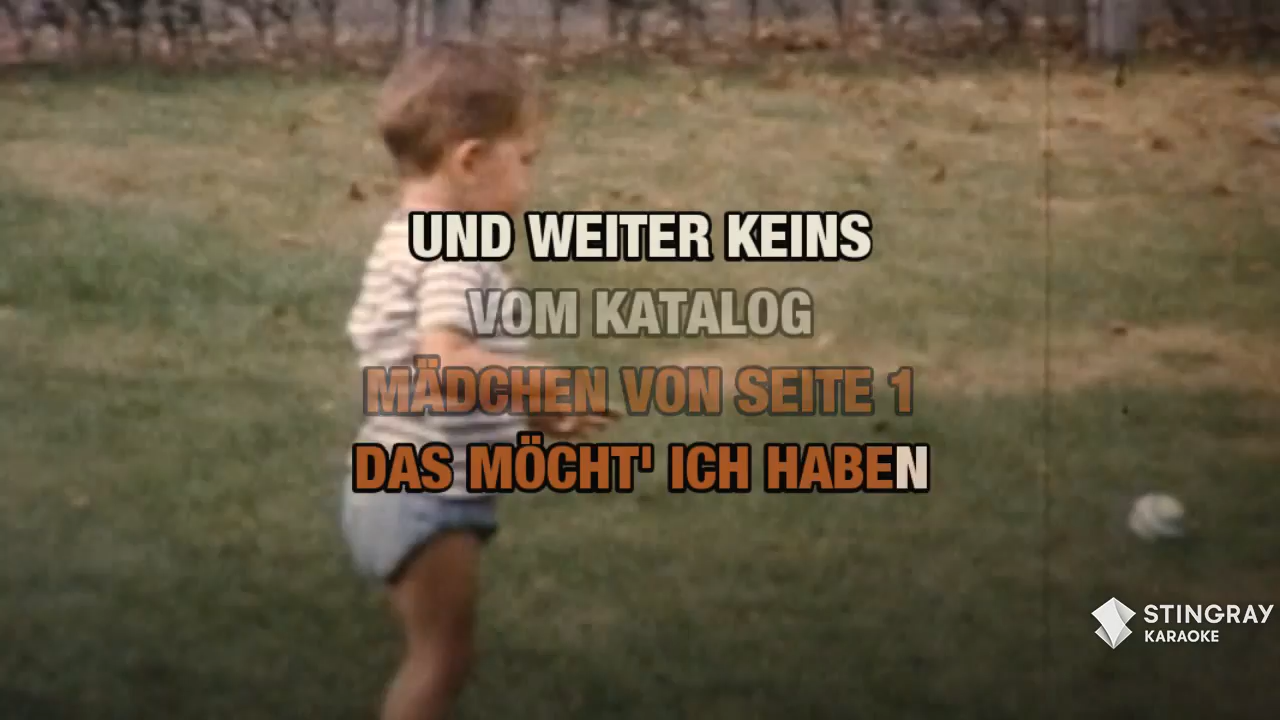 UND WEITER KEINS
VOM KATALOG
MÄDCHEN VON SEITE 1
DAS MÖCHT' ICH HABEN
STINGRAY
KARAOKE